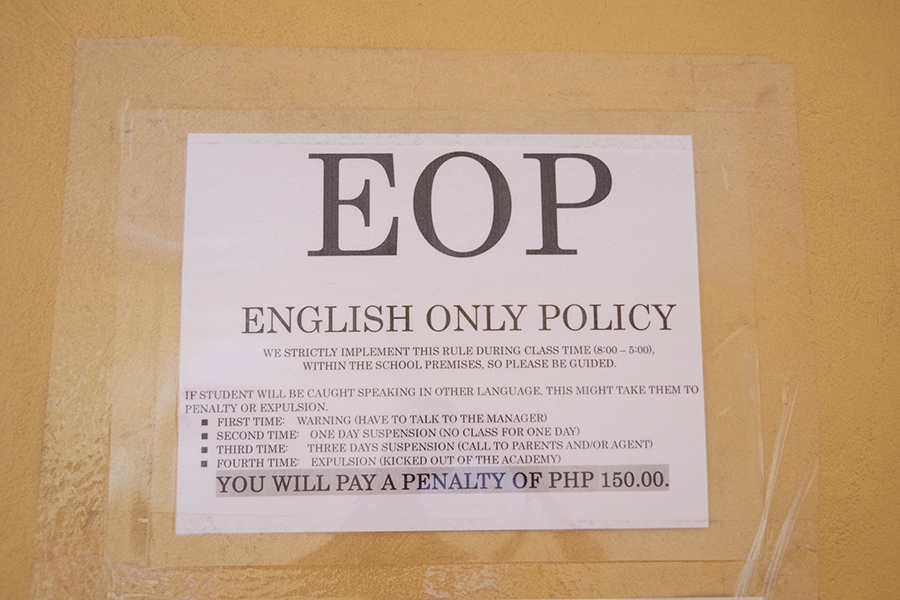 EOP
ENGLISH ONLY POLICY
WE STRICTLY IMPLEMENT THIS RULE DURING CLASS TIME (8:00 – 5:00),
WITHIN THE SCHOOL PREMISES, SO PLEASE BE GUIDED.
IF STUDENT WILL BE CAUGHT SPEAKING IN OTHER LANGUAGE, THIS MIGHT TAKE THEM TO
PENALTY OR EXPULSION.
▪ FIRST TIME: WARNING (HAVE TO TALK TO THE MANAGER)
▪ SECOND TIME: ONE DAY SUSPENSION (NO CLASS FOR ONE DAY)
▪ THIRD TIME: THREE DAYS SUSPENSION (CALL TO PARENTS AND/OR AGENT)
▪ FOURTH TIME: EXPULSION (KICKED OUT OF THE ACADEMY)
YOU WILL PAY A PENALTY OF PHP 150.00.